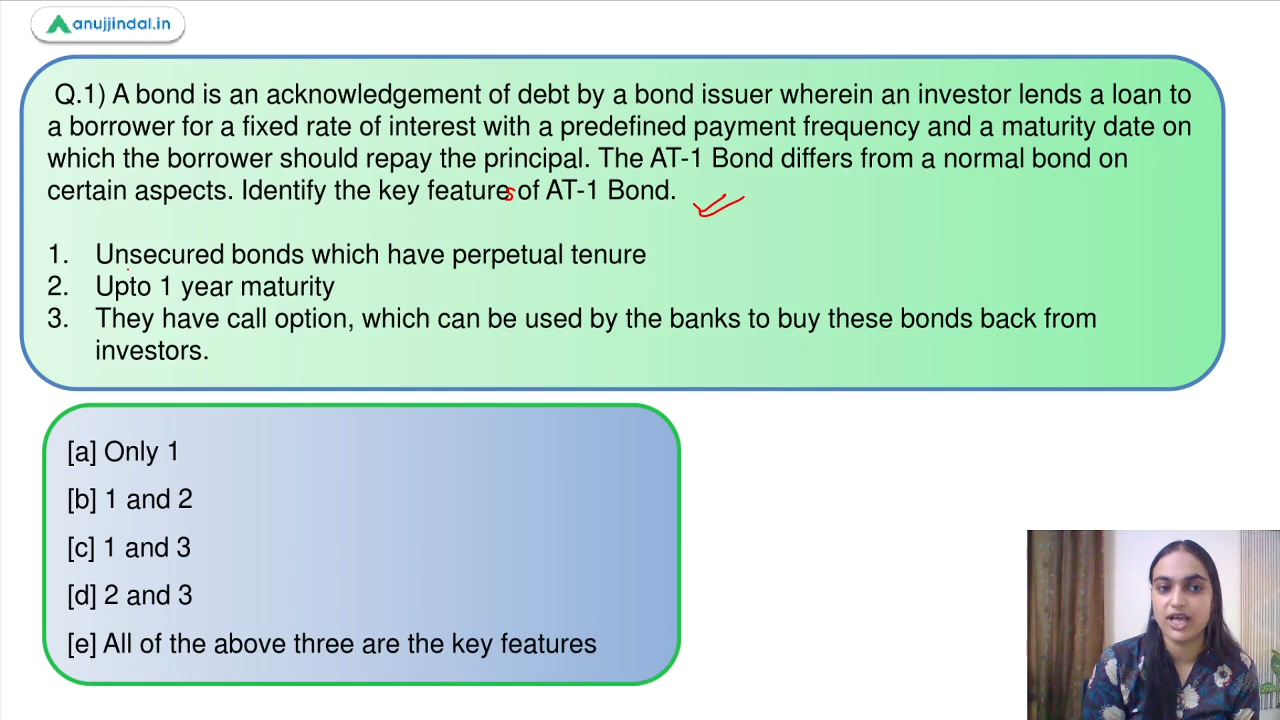 anujjindal.in
Q.1) A bond is an acknowledgement of debt by a bond issuer wherein an investor lends a loan to
a borrower for a fixed rate of interest with a predefined payment frequency and a maturity date on
which the borrower should repay the principal. The AT-1 Bond differs from a normal bond on
certain aspects. Identify the key features of AT-1 Bond.
1. Unsecured bonds which have perpetual tenure
2. Upto 1 year maturity
3. They have call option, which can be used by the banks to buy these bonds back from
investors.
[a] Only 1
[b] 1 and 2
[c] 1 and 3
[d] 2 and 3
[e] All of the above three are the key features